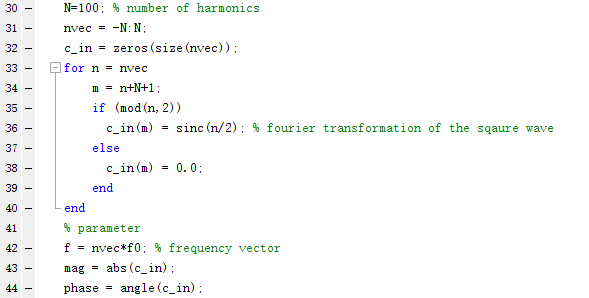 30 - N=100; % number of harmonics
31 - nvec = -N:N;
32 - c_in = zeros(size(nvec));
33 - for n = nvec
34 - m = n+N+1;
35 - if (mod(n,2))
36 - c_in(m) = sinc(n/2); % fourier transformation of the sqaure wave
37 - else
38 - c_in(m) = 0.0;
39 - end
40 - end
41 % parameter
42 - f = nvec*f0; % frequency vector
43 - mag = abs(c_in);
44 - phase = angle(c_in);